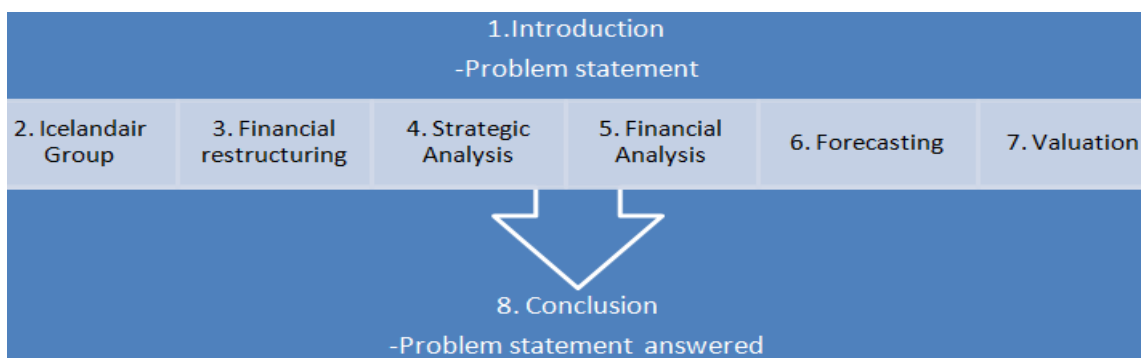 1.Introduction
-Problem statement
2. Icelandair
Group
3. Financial
restructuring
4. Strategic
Analysis
5. Financial
Analysis
6. Forecasting
7. Valuation
8. Conclusion
-Problem statement answered